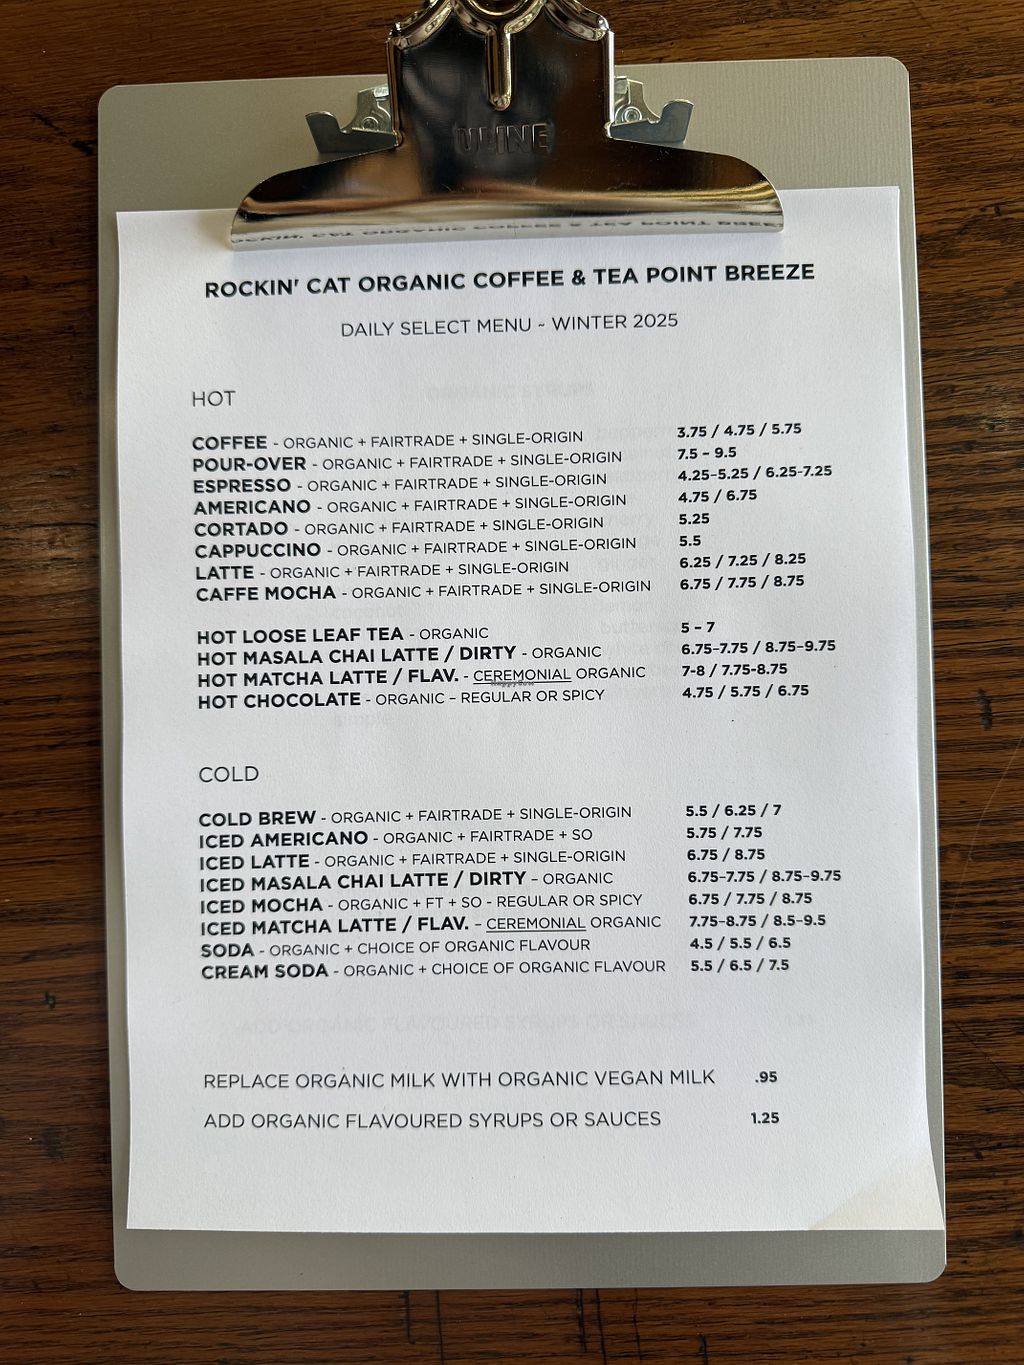 ULINE
ROCKIN' CAT ORGANIC COFFEE & TEA POINT BREEZE
DAILY SELECT MENU ~ WINTER 2025
HOT
COFFEE - ORGANIC + FAIRTRADE + SINGLE-ORIGIN 3.75 / 4.75 / 5.75
POUR-OVER - ORGANIC + FAIRTRADE + SINGLE-ORIGIN 7.5 - 9.5
ESPRESSO - ORGANIC + FAIRTRADE + SINGLE-ORIGIN 4.25-5.25 / 6.25-7.25
AMERICANO - ORGANIC + FAIRTRADE + SINGLE-ORIGIN 4.75 / 6.75
CORTADO - ORGANIC + FAIRTRADE + SINGLE-ORIGIN 5.25
CAPPUCCINO - ORGANIC + FAIRTRADE + SINGLE-ORIGIN 5.5
LATTE - ORGANIC + FAIRTRADE + SINGLE-ORIGIN 6.25 / 7.25 / 8.25
CAFFE MOCHA - ORGANIC + FAIRTRADE + SINGLE-ORIGIN 6.75 / 7.75 / 8.75
HOT LOOSE LEAF TEA - ORGANIC 5 - 7
HOT MASALA CHAI LATTE / DIRTY - ORGANIC 6.75-7.75 / 8.75-9.75
HOT MATCHA LATTE / FLAV. - CEREMONIAL ORGANIC 7-8 / 7.75-8.75
HappyCow
HOT CHOCOLATE - ORGANIC – REGULAR OR SPICY 4.75 / 5.75 / 6.75
COLD
COLD BREW - ORGANIC + FAIRTRADE + SINGLE-ORIGIN 5.5 / 6.25 / 7
ICED AMERICANO - ORGANIC + FAIRTRADE + SO 5.75 / 7.75
ICED LATTE - ORGANIC + FAIRTRADE + SINGLE-ORIGIN 6.75 / 8.75
ICED MASALA CHAI LATTE / DIRTY - ORGANIC 6.75-7.75 / 8.75-9.75
ICED MOCHA - ORGANIC + FT + SO - REGULAR OR SPICY 6.75 / 7.75 / 8.75
ICED MATCHA LATTE / FLAV. – CEREMONIAL ORGANIC 7.75-8.75 / 8.5-9.5
SODA - ORGANIC + CHOICE OF ORGANIC FLAVOUR 4.5 / 5.5 / 6.5
CREAM SODA - ORGANIC + CHOICE OF ORGANIC FLAVOUR 5.5 / 6.5 / 7.5
REPLACE ORGANIC MILK WITH ORGANIC VEGAN MILK .95
ADD ORGANIC FLAVOURED SYRUPS OR SAUCES 1.25